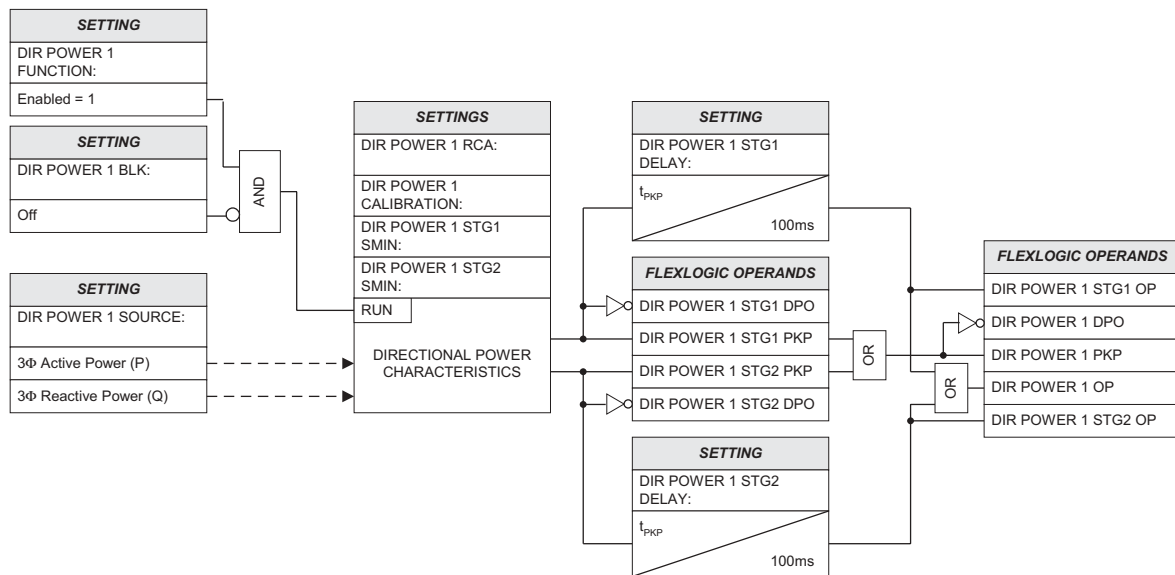 SETTING
DIR POWER 1
FUNCTION:
Enabled = 1
SETTING
DIR POWER 1 BLK:
Off
AND
SETTING
DIR POWER 1 SOURCE:
3Φ Active Power (P)
3Φ Reactive Power (Q)
SETTINGS
DIR POWER 1 RCA:
DIR POWER 1
CALIBRATION:
DIR POWER 1 STG1
SMIN:
DIR POWER 1 STG2
SMIN:
RUN
DIRECTIONAL POWER
CHARACTERISTICS
SETTING
DIR POWER 1 STG1
DELAY:
tPKP
100ms
FLEXLOGIC OPERANDS
DIR POWER 1 STG1 DPO
DIR POWER 1 STG1 PKP
DIR POWER 1 STG2 PKP
DIR POWER 1 STG2 DPO
SETTING
DIR POWER 1 STG2
DELAY:
tPKP
100ms
OR
OR
FLEXLOGIC OPERANDS
DIR POWER 1 STG1 OP
DIR POWER 1 DPO
DIR POWER 1 PKP
DIR POWER 1 OP
DIR POWER 1 STG2 OP